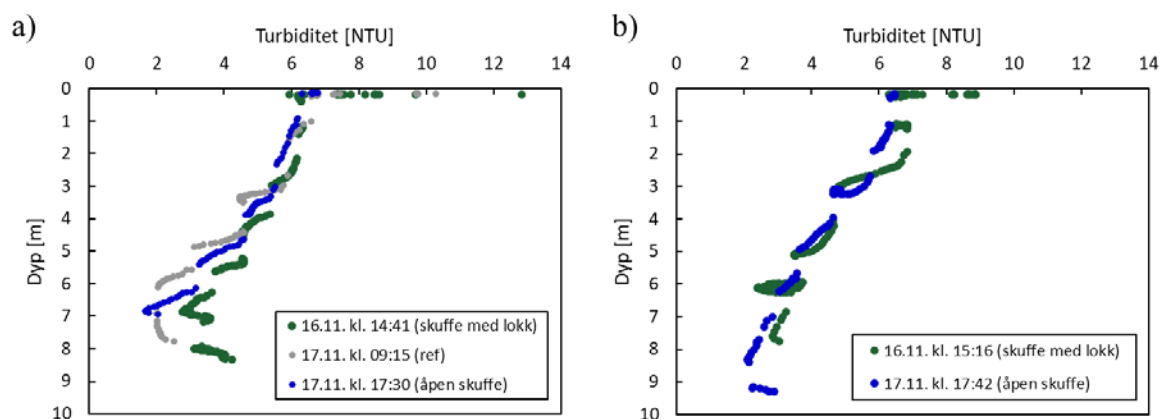 a)
Turbiditet [NTU]
0 2 4 6 8 10 12 14
0
1
2
3
4
5
6
7
8
9
10
Dyp [m]
16.11. kl. 14:41 (skuffe med lokk)
17.11. kl. 09:15 (ref)
17.11. kl. 17:30 (åpen skuffe)
b)
Turbiditet [NTU]
0 2 4 6 8 10 12 14
0
1
2
3
4
5
6
7
8
9
10
Dyp [m]
16.11. kl. 15:16 (skuffe med lokk)
17.11. kl. 17:42 (åpen skuffe)